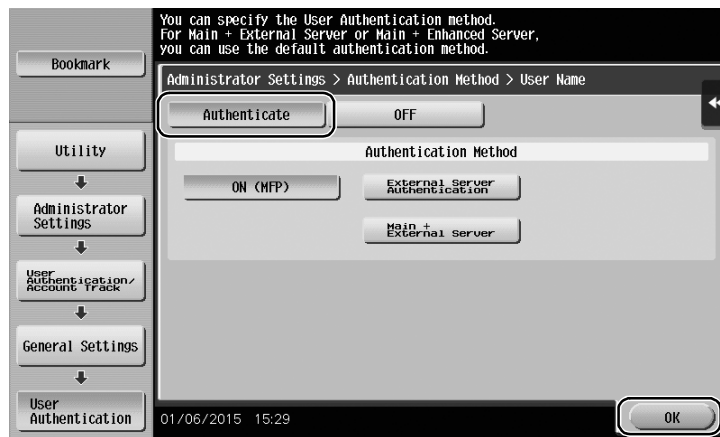 You can specify the User Authentication method.
For Main + External Server or Main + Enhanced Server,
you can use the default authentication method.
Bookmark
Administrator Settings > Authentication Method > User Name
Authenticate
OFF
Utility
Authentication Method
ON (MFP)
External Server
Authentication
Administrator
Settings
Main +
External Server
User
Authentication/
Account Track
General Settings
User
Authentication
01/06/2015 15:29
OK